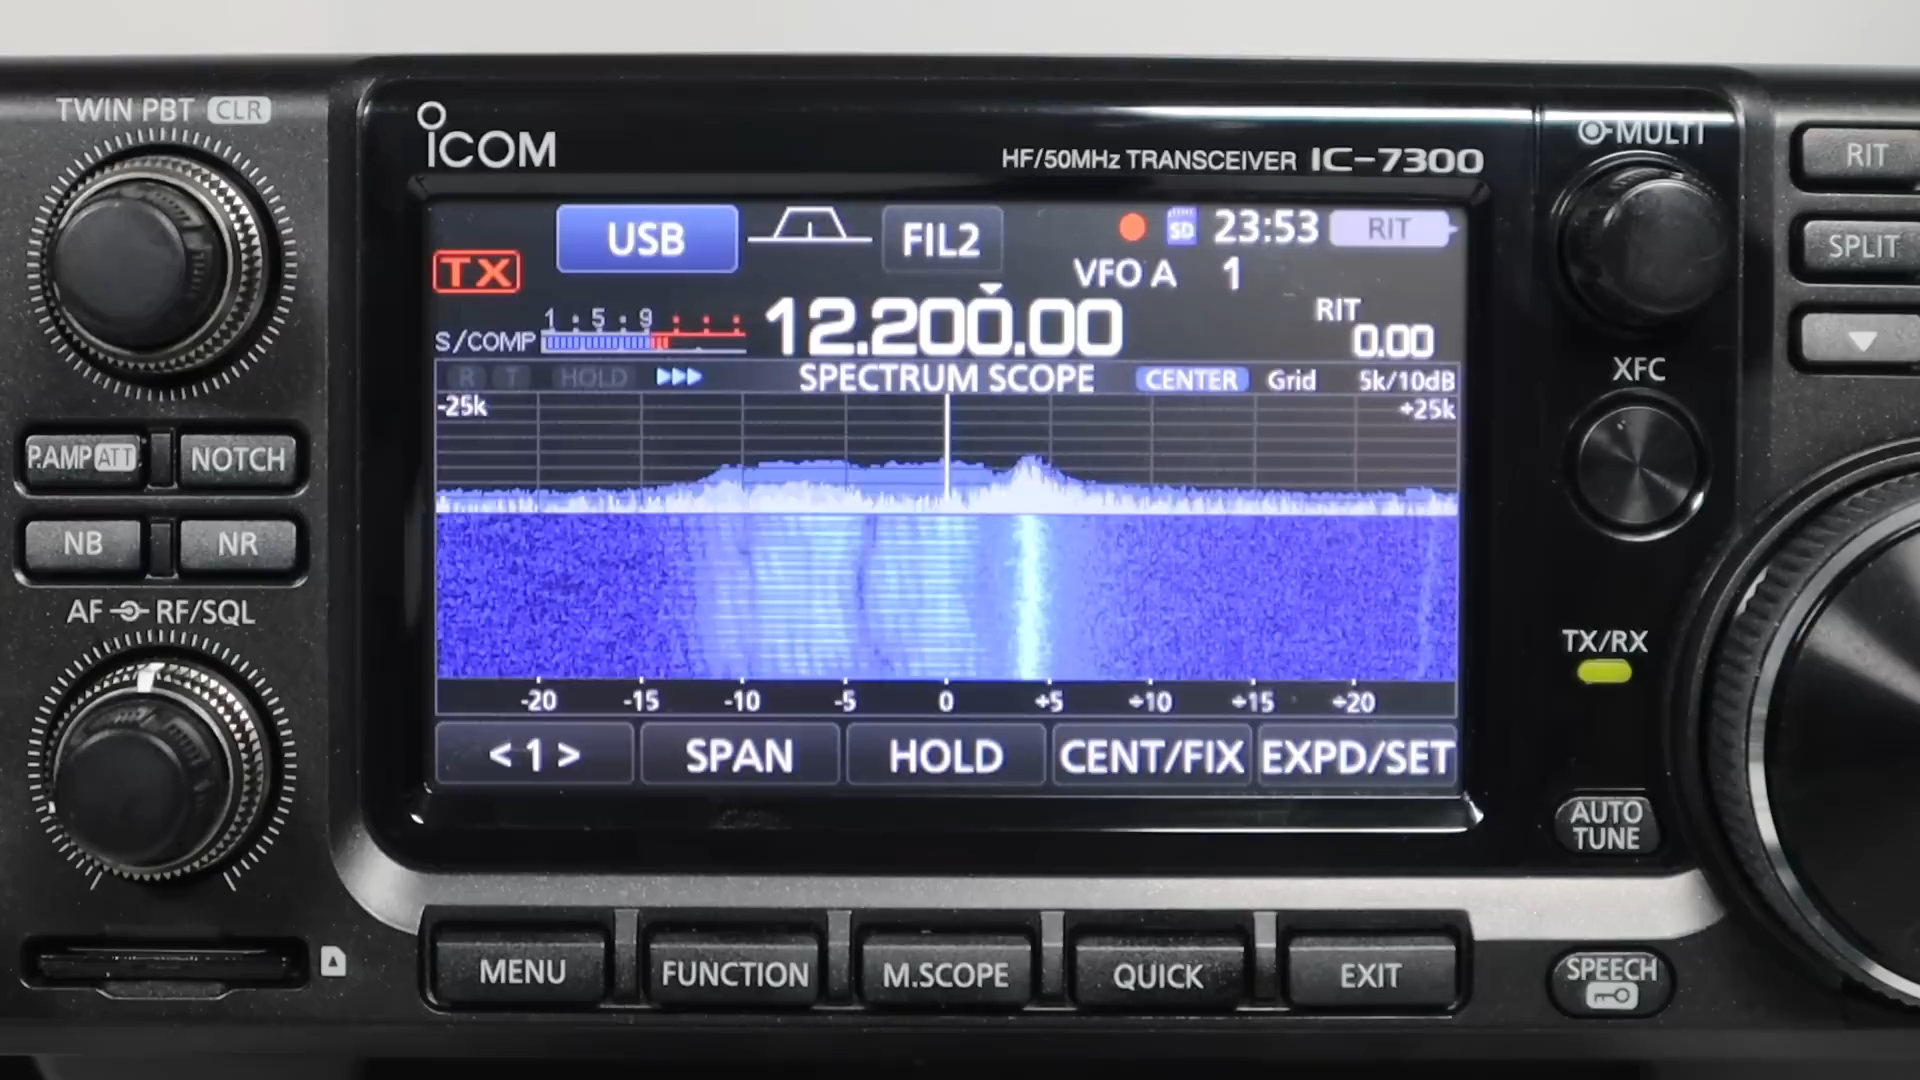 TWIN PBT CLR
ICOM
HF/50MHz TRANSCEIVER IC-7300
MULTI
RIT
USB
FIL2
SD
23:53
RIT
TX
VFO A 1
SPLIT
1 : 5 : 9
S/COMP
12.200.00
RIT
0.00
R T HOLD
SPECTRUM SCOPE
CENTER
Grid
5k/10dB
-25k
+25k
XFC
P.AMP ATT
NOTCH
NB
NR
AF RF/SQL
TX/RX
-20 -15 -10 -5 0 +5 +10 +15 +20
< 1 >
SPAN
HOLD
CENT/FIX
EXPD/SET
AUTO
TUNE
MENU
FUNCTION
M.SCOPE
QUICK
EXIT
SPEECH